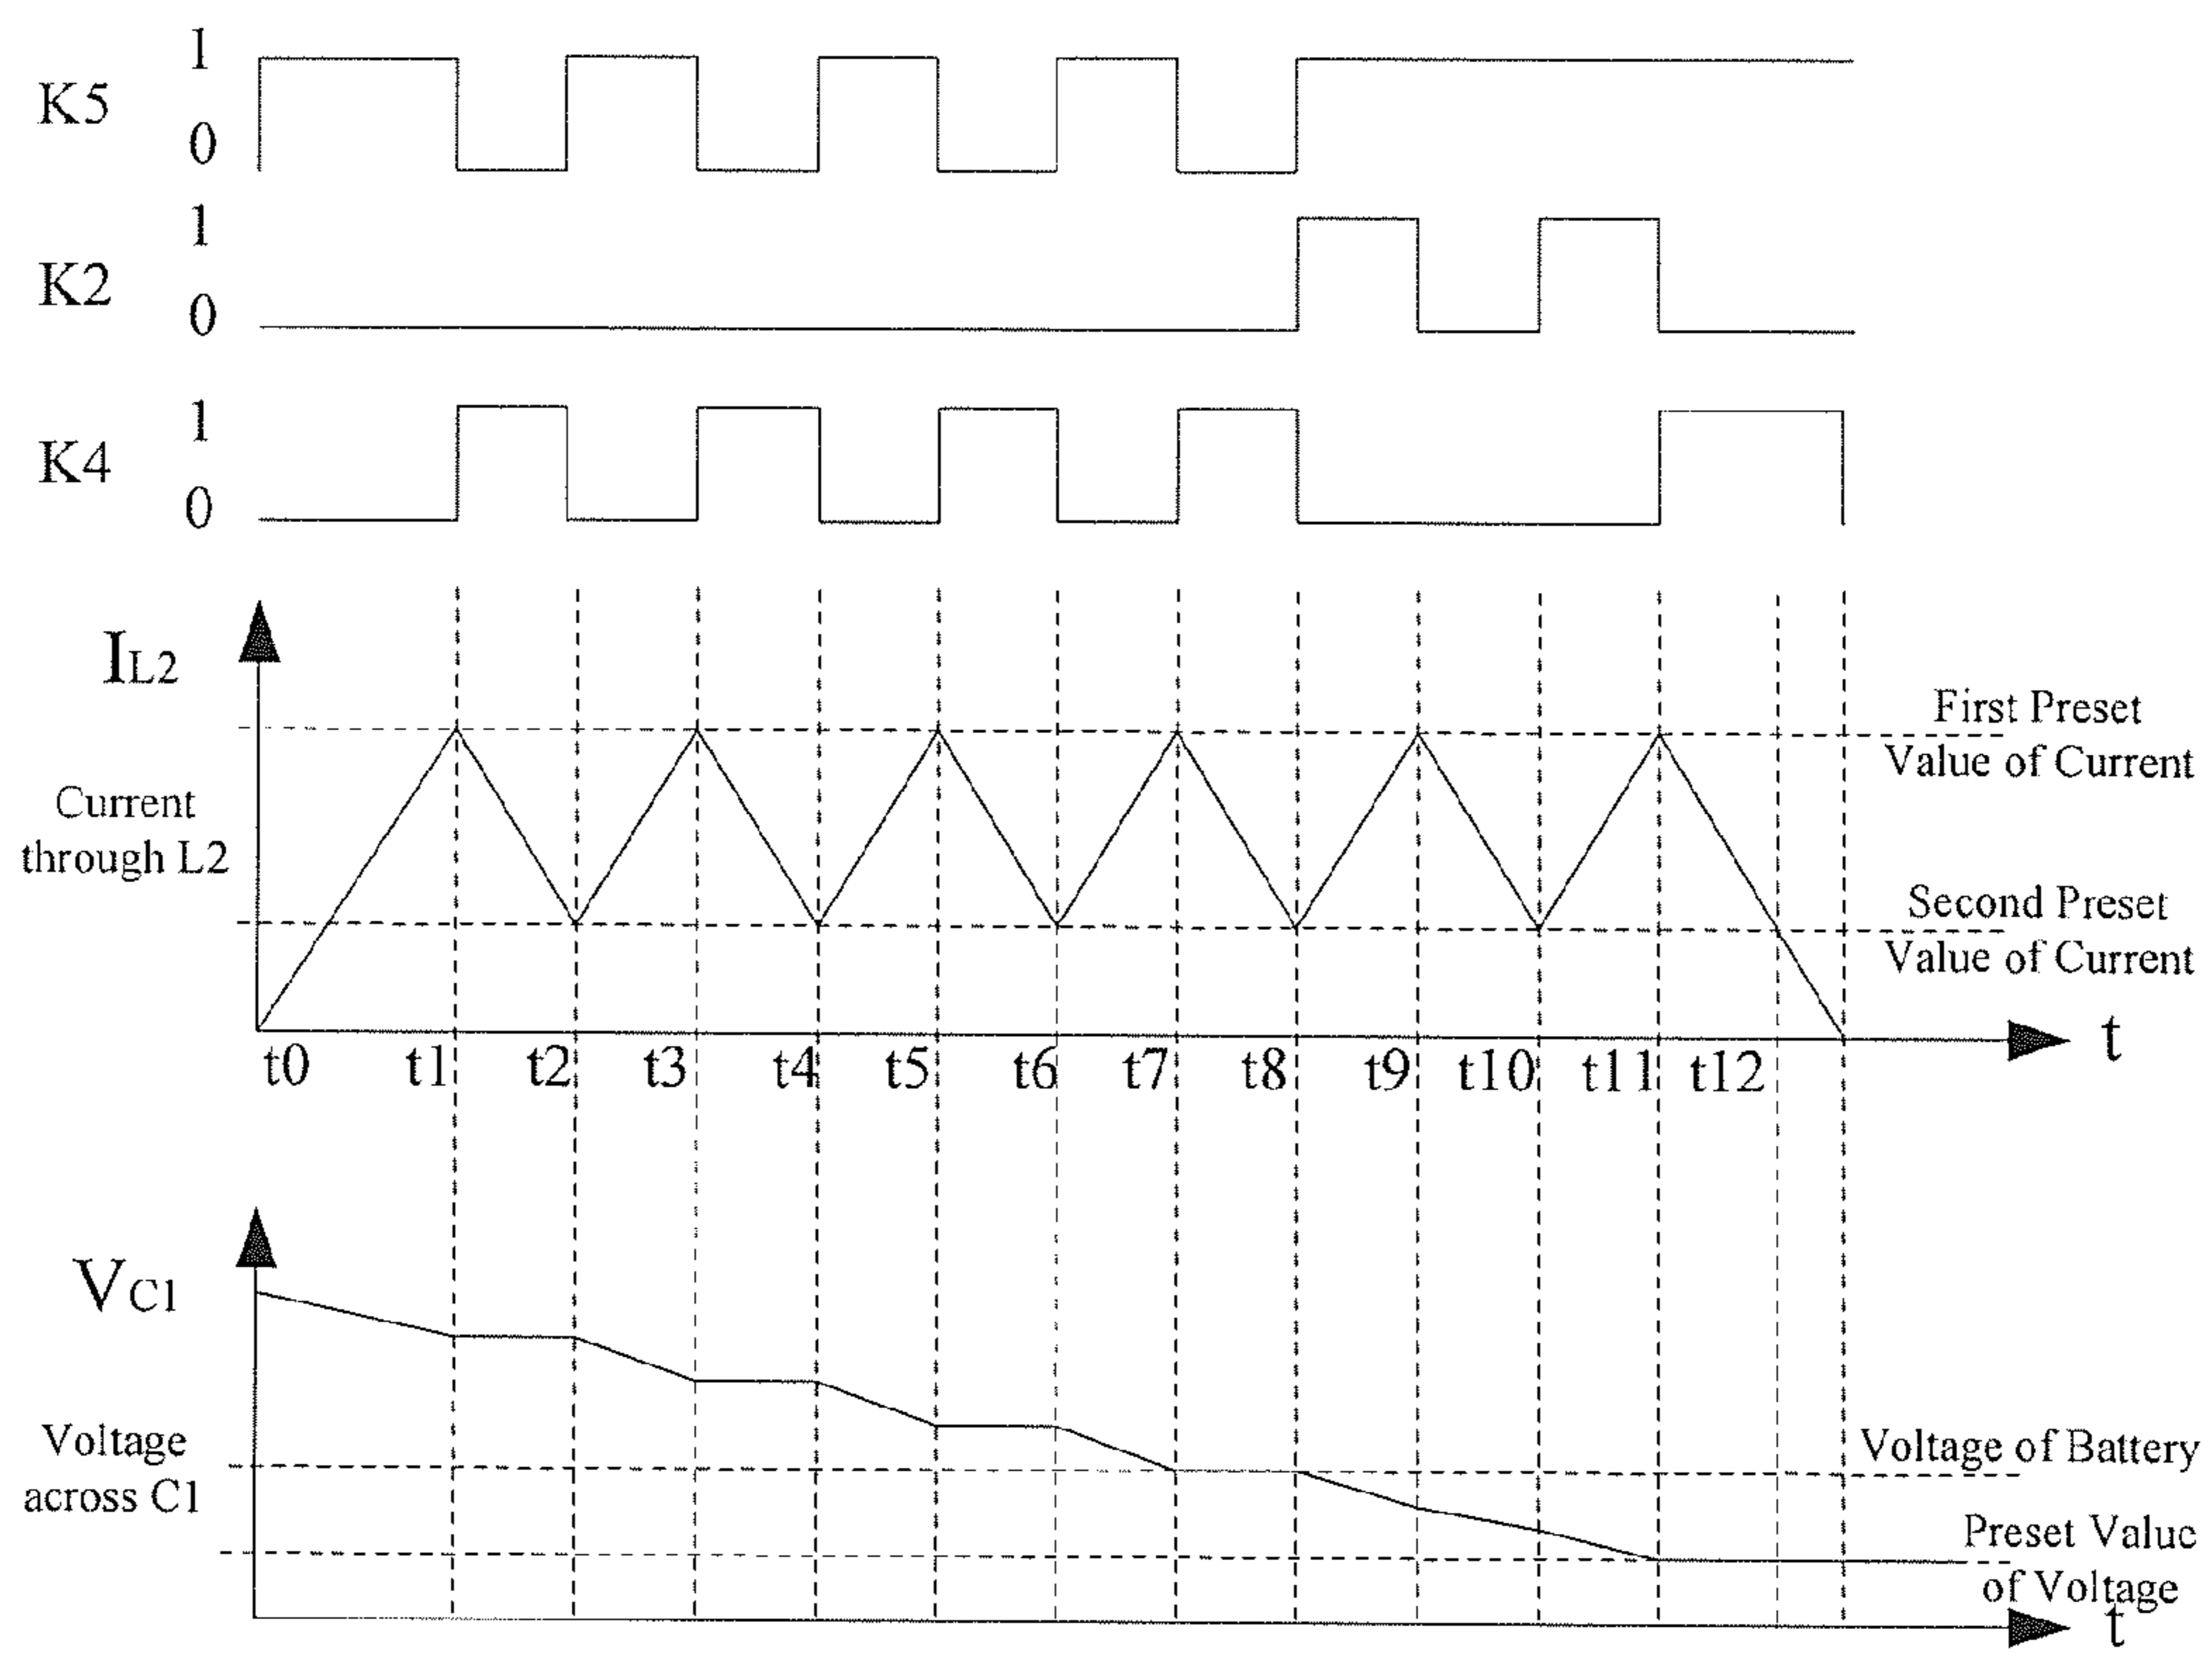 K5
1
0
K2
1
0
K4
1
0
IL2
Current
through L2
First Preset
Value of Current
Second Preset
Value of Current
t
t0 t1 t2 t3 t4 t5 t6 t7 t8 t9 t10 t11 t12
VC1
Voltage
across C1
Voltage of Battery
Preset Value
of Voltage
t